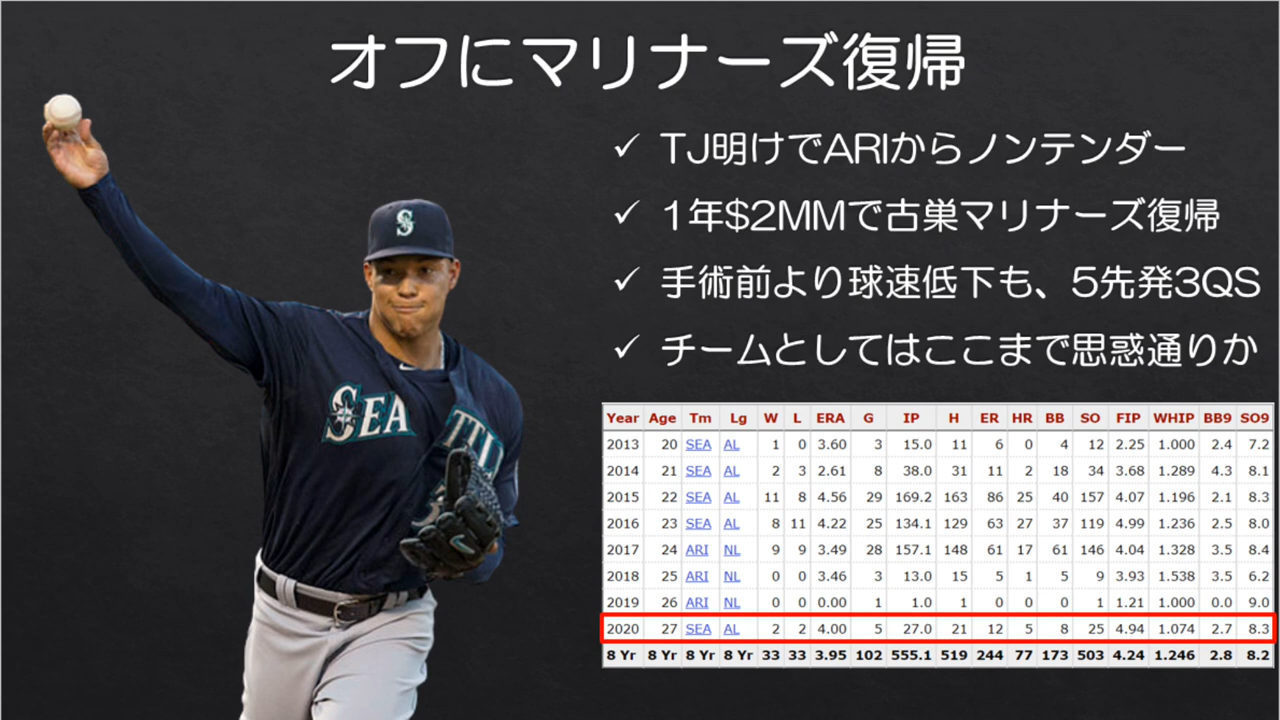 オフにマリナーズ復帰
✓ TJ明けでARIからノンテンダー
✓ 1年$2MMで古巣マリナーズ復帰
✓ 手術前より球速低下も、5先発3QS
✓ チームとしてはここまで思惑通りか
S
SEA
Year Age Tm Lg W L ERA G IP H ER HR BB SO FIP WHIP BB9 SO9
2013 20 SEA AL 1 0 3.60 3 15.0 11 6 0 4 12 2.25 1.000 2.4 7.2
2014 21 SEA AL 2 3 2.61 8 38.0 31 11 2 18 34 3.68 1.289 4.3 8.1
2015 22 SEA AL 11 8 4.56 29 169.2 163 86 25 40 157 4.07 1.196 2.1 8.3
2016 23 SEA AL 8 11 4.22 25 134.1 129 63 27 37 119 4.99 1.236 2.5 8.0
2017 24 ARI NL 9 9 3.49 28 157.1 148 61 17 61 146 4.04 1.328 3.5 8.4
2018 25 ARI NL 0 0 3.46 3 13.0 15 5 1 5 9 3.93 1.538 3.5 6.2
2019 26 ARI NL 0 0 0.00 1 1.0 1 0 0 0 1 1.21 1.000 0.0 9.0
2020 27 SEA AL 2 2 4.00 5 27.0 21 12 5 8 25 4.94 1.074 2.7 8.3
8 Yr 8 Yr 8 Yr 8 Yr 33 33 3.95 102 555.1 519 244 77 173 503 4.24 1.246 2.8 8.2